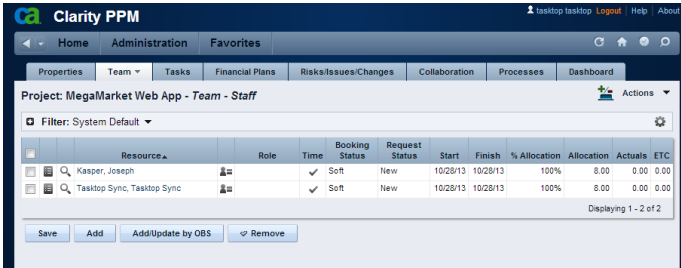 ca Clarity PPM
tasktop tasktop Logout Help About
Home Administration Favorites
Properties Team Tasks Financial Plans Risks/Issues/Changes Collaboration Processes Dashboard
Project: MegaMarket Web App - Team - Staff
Actions
Filter: System Default
Resource Role Time Booking Status Request Status Start Finish % Allocation Allocation Actuals ETC
Kasper, Joseph Soft New 10/28/13 10/28/13 100% 8.00 0.00 0.00
Tasktop Sync, Tasktop Sync Soft New 10/28/13 10/28/13 100% 8.00 0.00 0.00
Displaying 1 - 2 of 2
Save Add Add/Update by OBS Remove